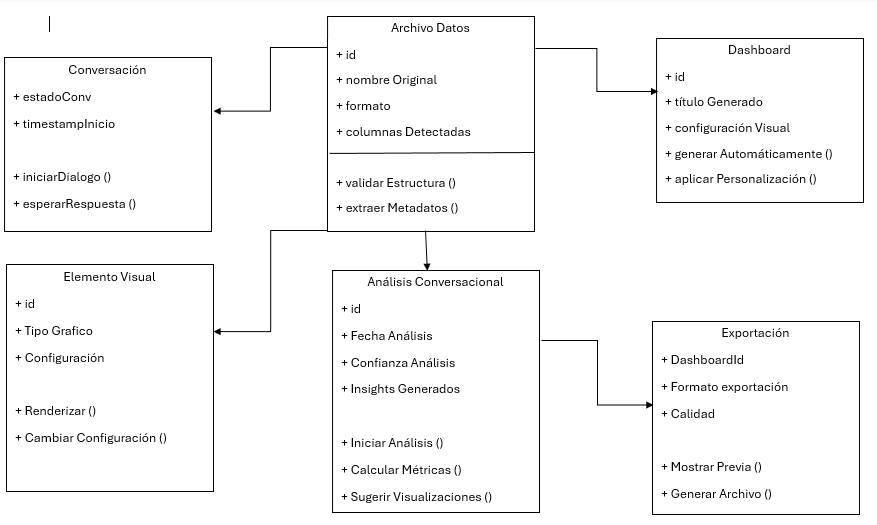 Archivo Datos
+ id
+ nombre Original
+ formato
+ columnas Detectadas
+ validar Estructura ()
+ extraer Metadatos ()
Conversación
+ estadoConv
+ timestampInicio
+ iniciarDialogo ()
+ esperarRespuesta ()
Dashboard
+ id
+ título Generado
+ configuración Visual
+ generar Automáticamente ()
+ aplicar Personalización ()
Elemento Visual
+ id
+ Tipo Grafico
+ Configuración
+ Renderizar ()
+ Cambiar Configuración ()
Análisis Conversacional
+ id
+ Fecha Análisis
+ Confianza Análisis
+ Insights Generados
+ Iniciar Análisis ()
+ Calcular Métricas ()
+ Sugerir Visualizaciones ()
Exportación
+ DashboardId
+ Formato exportación
+ Calidad
+ Mostrar Previa ()
+ Generar Archivo ()